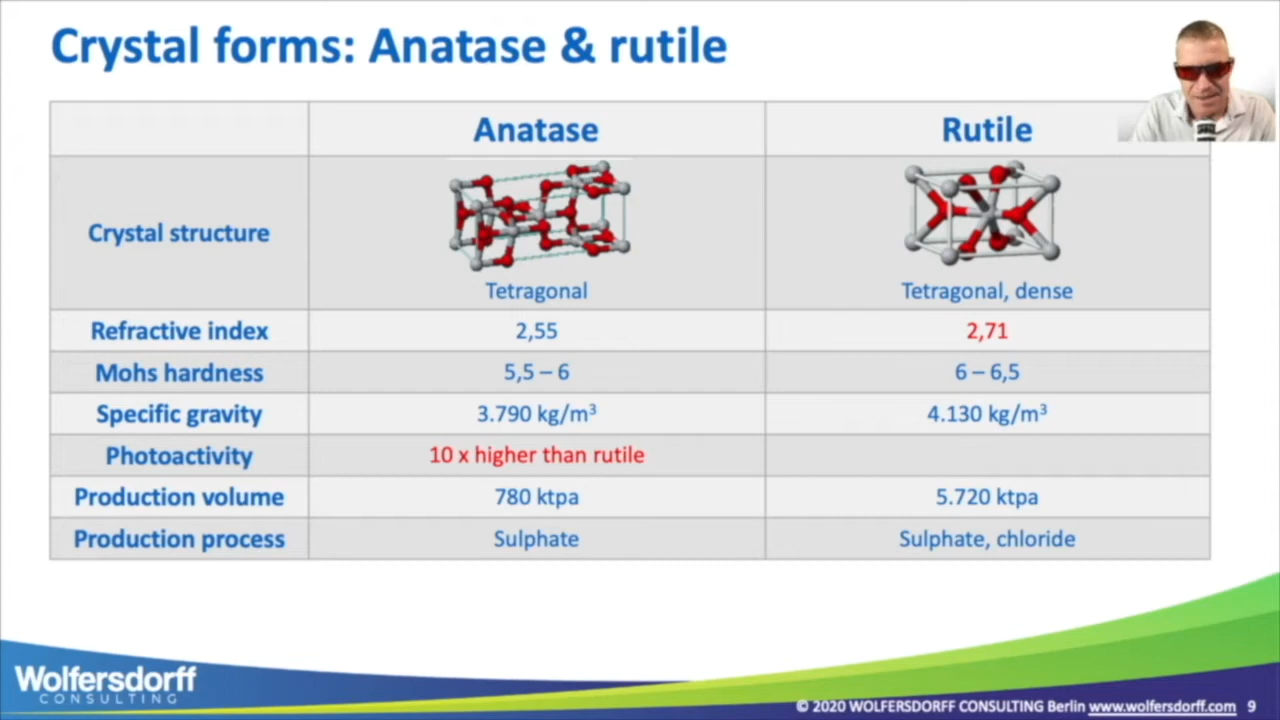 Crystal forms: Anatase & rutile
Anatase Rutile
Crystal structure
Tetragonal Tetragonal, dense
Refractive index 2,55 2,71
Mohs hardness 5,5 – 6 6 – 6,5
Specific gravity 3.790 kg/m³ 4.130 kg/m³
Photoactivity 10 x higher than rutile
Production volume 780 ktpa 5.720 ktpa
Production process Sulphate Sulphate, chloride
Wolfersdorff
CONSULTING
© 2020 WOLFERSDORFF CONSULTING Berlin www.wolfersdorff.com 9